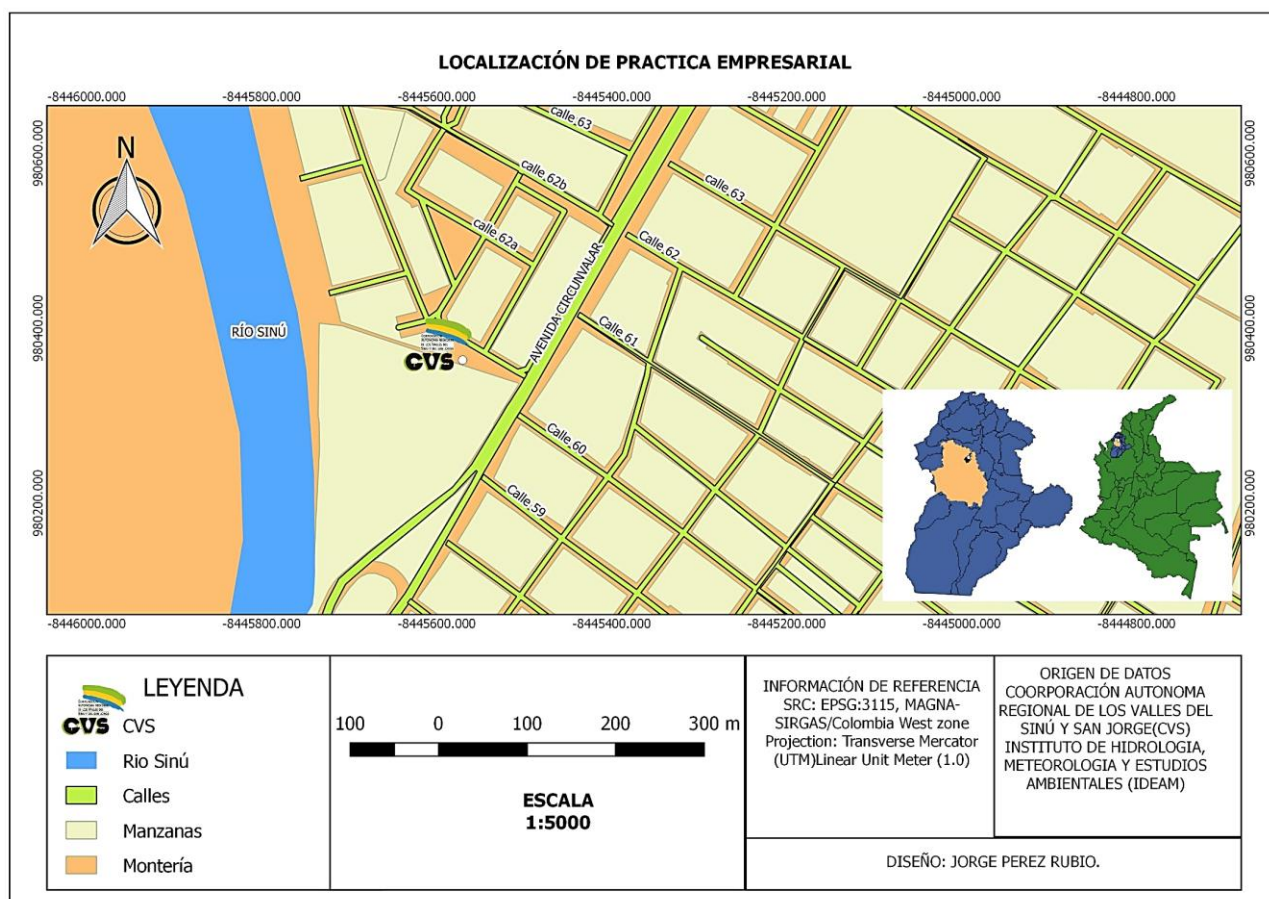 LOCALIZACIÓN DE PRACTICA EMPRESARIAL
-8446000.000 -8445800.000 -8445600.000 -8445400.000 -8445200.000 -8445000.000 -8444800.000
980600.000
980400.000
980200.000
980600.000
980400.000
980200.000
N
RÍO SINÚ
calle 63
calle 62b
calle 62a
calle 63
Calle 62
AVENIDA CIRCUNVALAR
Calle 61
Calle 60
Calle 59
CVS
-8446000.000 -8445800.000 -8445600.000 -8445400.000 -8445200.000 -8445000.000 -8444800.000
LEYENDA
CVS CVS
Rio Sinú
Calles
Manzanas
Montería
100 0 100 200 300 m
ESCALA
1:5000
INFORMACIÓN DE REFERENCIA
SRC: EPSG:3115, MAGNA-
SIRGAS/Colombia West zone
Projection: Transverse Mercator
(UTM)Linear Unit Meter (1.0)
ORIGEN DE DATOS
COORPORACIÓN AUTONOMA
REGIONAL DE LOS VALLES DEL
SINÚ Y SAN JORGE(CVS)
INSTITUTO DE HIDROLOGIA,
METEOROLOGIA Y ESTUDIOS
AMBIENTALES (IDEAM)
DISEÑO: JORGE PEREZ RUBIO.